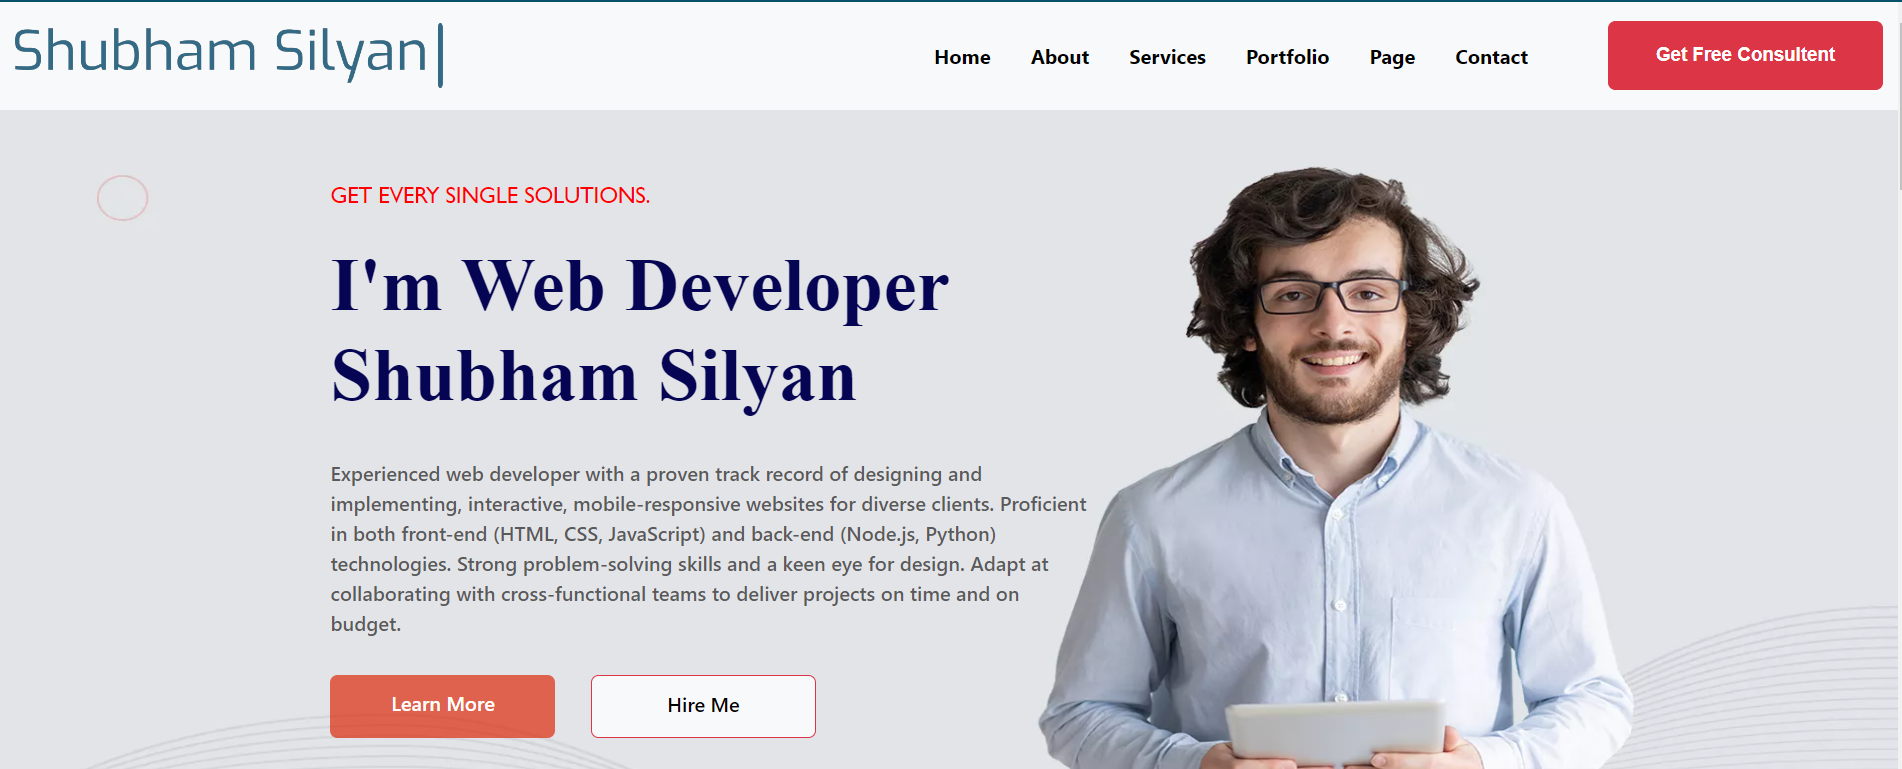 Shubham Silyan
Home About Services Portfolio Page Contact
Get Free Consultent
GET EVERY SINGLE SOLUTIONS.
I'm Web Developer
Shubham Silyan
Experienced web developer with a proven track record of designing and
implementing, interactive, mobile-responsive websites for diverse clients. Proficient
in both front-end (HTML, CSS, JavaScript) and back-end (Node.js, Python)
technologies. Strong problem-solving skills and a keen eye for design. Adapt at
collaborating with cross-functional teams to deliver projects on time and on
budget.
Learn More
Hire Me